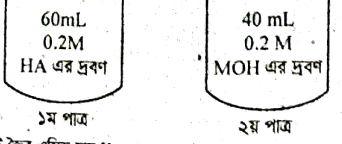 60mL
0.2M
HA এর দ্রবণ
১ম পাত্র
40 mL
0.2 M
MOH এর দ্রবণ
২য় পাত্র